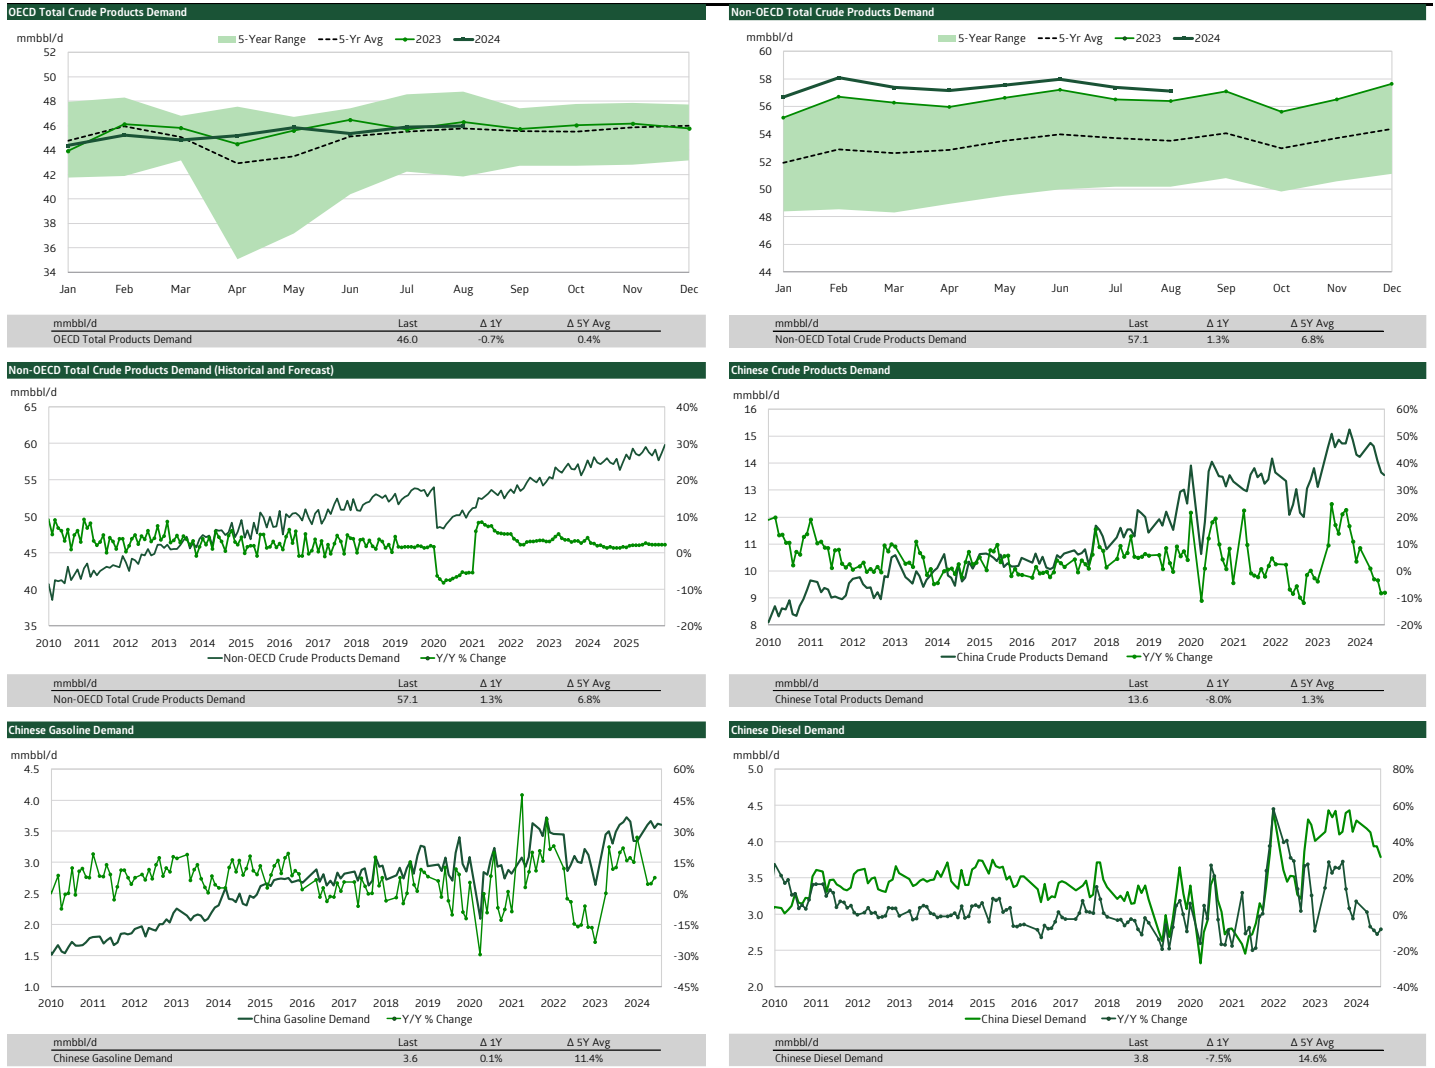 OECD Total Crude Products Demand
mmbbl/d
5-Year Range 5-Yr Avg 2023 2024
52
50
48
46
44
42
40
38
36
34
Jan Feb Mar Apr May Jun Jul Aug Sep Oct Nov Dec
mmbbl/d Last Δ 1Y Δ 5Y Avg
OECD Total Products Demand 46.0 -0.7% 0.4%
Non-OECD Total Crude Products Demand
mmbbl/d
5-Year Range 5-Yr Avg 2023 2024
60
58
56
54
52
50
48
46
44
Jan Feb Mar Apr May Jun Jul Aug Sep Oct Nov Dec
mmbbl/d Last Δ 1Y Δ 5Y Avg
Non-OECD Total Products Demand 57.1 1.3% 6.8%
Non-OECD Total Crude Products Demand (Historical and Forecast)
mmbbl/d
65 40%
60 30%
55 20%
50 10%
45 0%
40 -10%
35 -20%
2010 2011 2012 2013 2014 2015 2016 2017 2018 2019 2020 2021 2022 2023 2024 2025
Non-OECD Crude Products Demand Y/Y % Change
mmbbl/d Last Δ 1Y Δ 5Y Avg
Non-OECD Total Crude Products Demand 57.1 1.3% 6.8%
Chinese Crude Products Demand
mmbbl/d
16 60%
15 50%
14 40%
13 30%
12 20%
11 10%
10 0%
9 -10%
8 -20%
2010 2011 2012 2013 2014 2015 2016 2017 2018 2019 2020 2021 2022 2023 2024
China Crude Products Demand Y/Y % Change
mmbbl/d Last Δ 1Y Δ 5Y Avg
Chinese Total Products Demand 13.6 -8.0% 1.3%
Chinese Gasoline Demand
mmbbl/d
4.5 60%
4.0 45%
3.5 30%
3.0 15%
2.5 0%
2.0 -15%
1.5 -30%
1.0 -45%
2010 2011 2012 2013 2014 2015 2016 2017 2018 2019 2020 2021 2022 2023 2024
China Gasoline Demand Y/Y % Change
mmbbl/d Last Δ 1Y Δ 5Y Avg
Chinese Gasoline Demand 3.6 0.1% 11.4%
Chinese Diesel Demand
mmbbl/d
5.0 80%
4.5 60%
4.0 40%
3.5 20%
3.0 0%
2.5 -20%
2.0 -40%
2010 2011 2012 2013 2014 2015 2016 2017 2018 2019 2020 2021 2022 2023 2024
China Diesel Demand Y/Y % Change
mmbbl/d Last Δ 1Y Δ 5Y Avg
Chinese Diesel Demand 3.8 -7.5% 14.6%